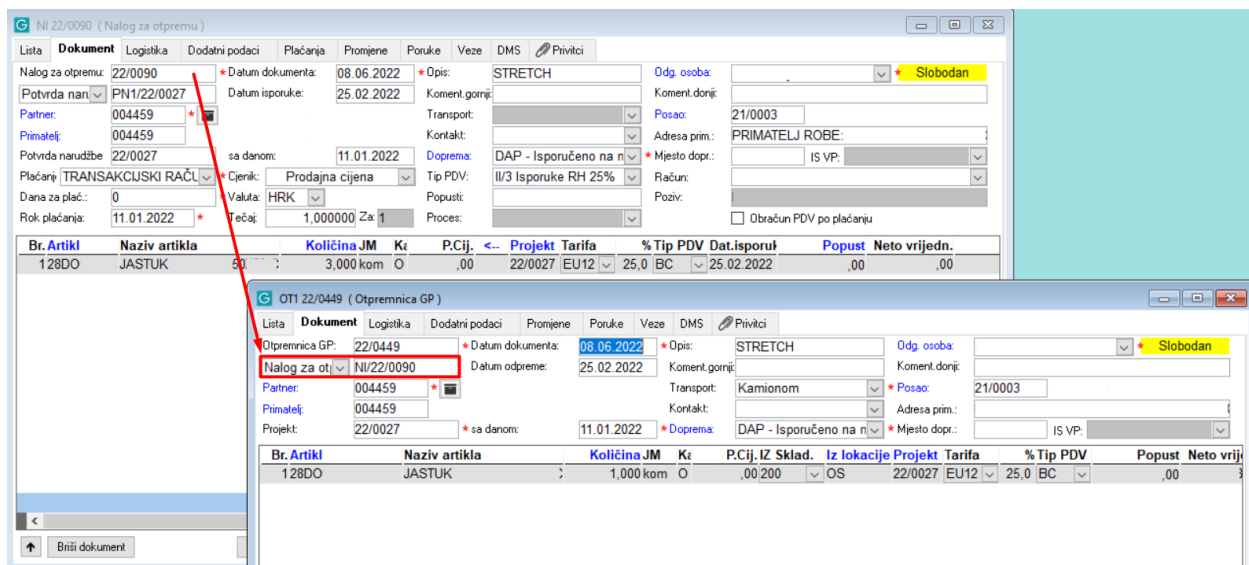 NI 22/0090 ( Nalog za otpremu )
Lista Dokument Logistika Dodatni podaci Plaćanja Promjene Poruke Veze DMS Privitci
Nalog za otpremu: 22/0090 * Datum dokumenta: 08.06.2022 * Opis: STRETCH Odg. osoba: * Slobodan
Potvrda naru PN1/22/0027 Datum isporuke: 25.02.2022 Koment.gornji: Koment.donji:
Partner: 004459 * Transport: Posao: 21/0003
Primatelj: 004459 Kontakt: Adresa prim.: PRIMATELJ ROBE:
Potvrda narudžbe 22/0027 sa danom: 11.01.2022 Doprema: DAP - Isporučeno na n * Mjesto dopr.: IS VP:
Plaćanje TRANSAKCIJSKI RAČU * Cjenik: Prodajna cijena Tip PDV: II/3 Isporuke RH 25% Račun:
Dana za plać.: 0 * Valuta: HRK Popusti: Poziv:
Rok plaćanja: 11.01.2022 * Tečaj: 1,000000 Za: 1 Proces: Obračun PDV po plaćanju
Br. Artikl Naziv artikla Količina JM Ka P.Cij. <-- Projekt Tarifa % Tip PDV Dat.isporuk Popust Neto vrijedn.
1 28DO JASTUK 3,000 kom O ,00 22/0027 EU12 25,0 BC 25.02.2022 ,00 ,00
OT1 22/0449 ( Otpremnica GP )
Lista Dokument Logistika Dodatni podaci Promjene Poruke Veze DMS Privitci
Otpremnica GP: 22/0449 * Datum dokumenta: 08.06.2022 * Opis: STRETCH Odg. osoba: * Slobodan
Nalog za otp NI/22/0090 Datum odpreme: 25.02.2022 Koment.gornji: Koment.donji:
Partner: 004459 * Transport: Kamionom * Posao: 21/0003
Primatelj: 004459 Kontakt: Adresa prim.:
Projekt: 22/0027 * sa danom: 11.01.2022 * Doprema: DAP - Isporučeno na n * Mjesto dopr.: IS VP:
Br. Artikl Naziv artikla Količina JM Ka P.Cij. IZ Sklad. Iz lokacije Projekt Tarifa % Tip PDV Popust Neto vrije
1 28DO JASTUK 1,000 kom O ,00 200 OS 22/0027 EU12 25,0 BC ,00
Briši dokument